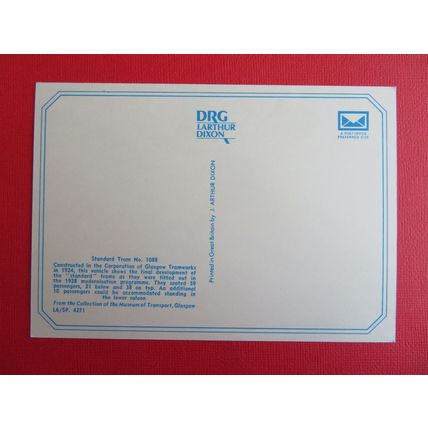 DRG
J.ARTHUR
DIXON
A POST OFFICE
PREFERRED SIZE
Printed in Great Britain by J. ARTHUR DIXON
Standard Tram No. 1088
Constructed in the Corporation of Glasgow Tramworks
in 1924, this vehicle shows the final development of
the "standard" trams as they were fitted out in
the 1928 modernisation programme. They seated 59
passengers, 21 below and 38 on top. An additional
10 passengers could be accommodated standing in
the lower saloon.
From the Collection of the Museum of Transport, Glasgow
L6/SP. 4271